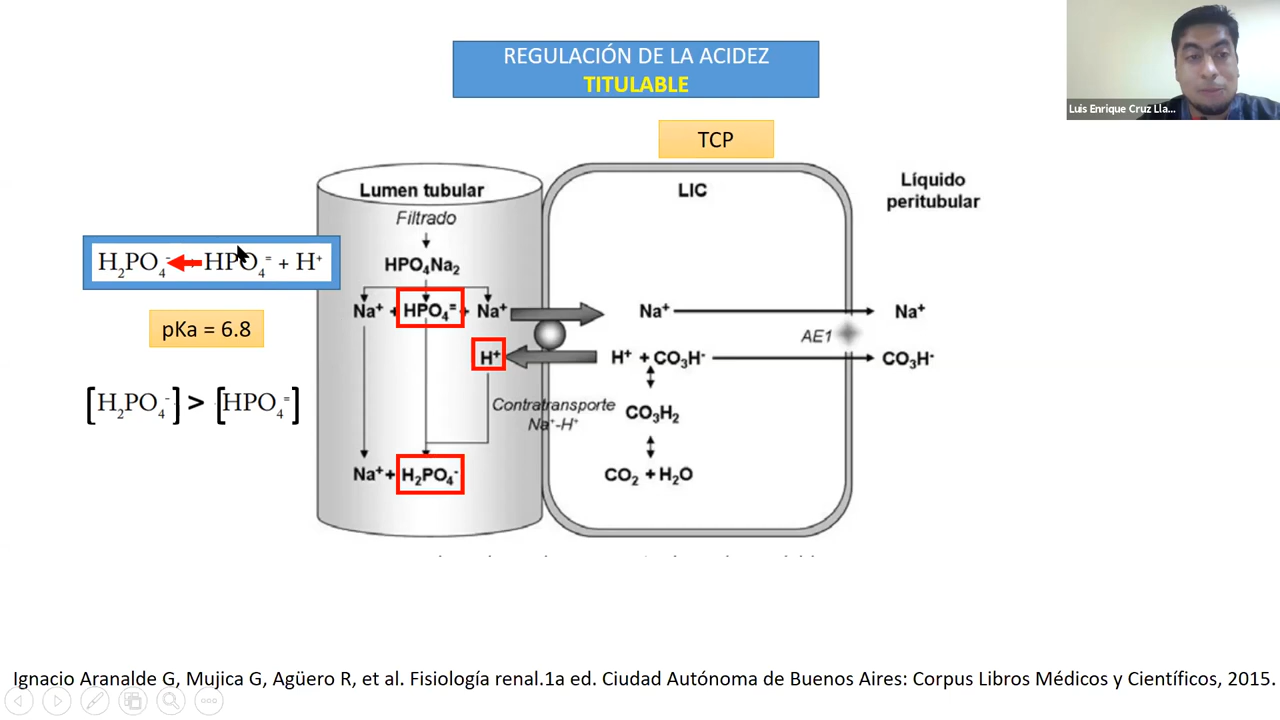 REGULACIÓN DE LA ACIDEZ
TITULABLE
Luis Enrique Cruz Lla...
TCP
Lumen tubular
LIC
Líquido
peritubular
Filtrado
HPO₄Na₂
H₂PO₄⁻ HPO₄⁼ + H⁺
Na⁺ + HPO₄⁼ + Na⁺
Na⁺
Na⁺
pKa = 6.8
AE1
H⁺
H⁺ + CO₃H⁻
CO₃H⁻
[H₂PO₄⁻] > [HPO₄⁼]
Contratransporte
Na⁺-H⁺
CO₃H₂
Na⁺+ H₂PO₄⁻
CO₂ + H₂O
Ignacio Aranalde G, Mujica G, Agüero R, et al. Fisiología renal.1a ed. Ciudad Autónoma de Buenos Aires: Corpus Libros Médicos y Científicos, 2015.